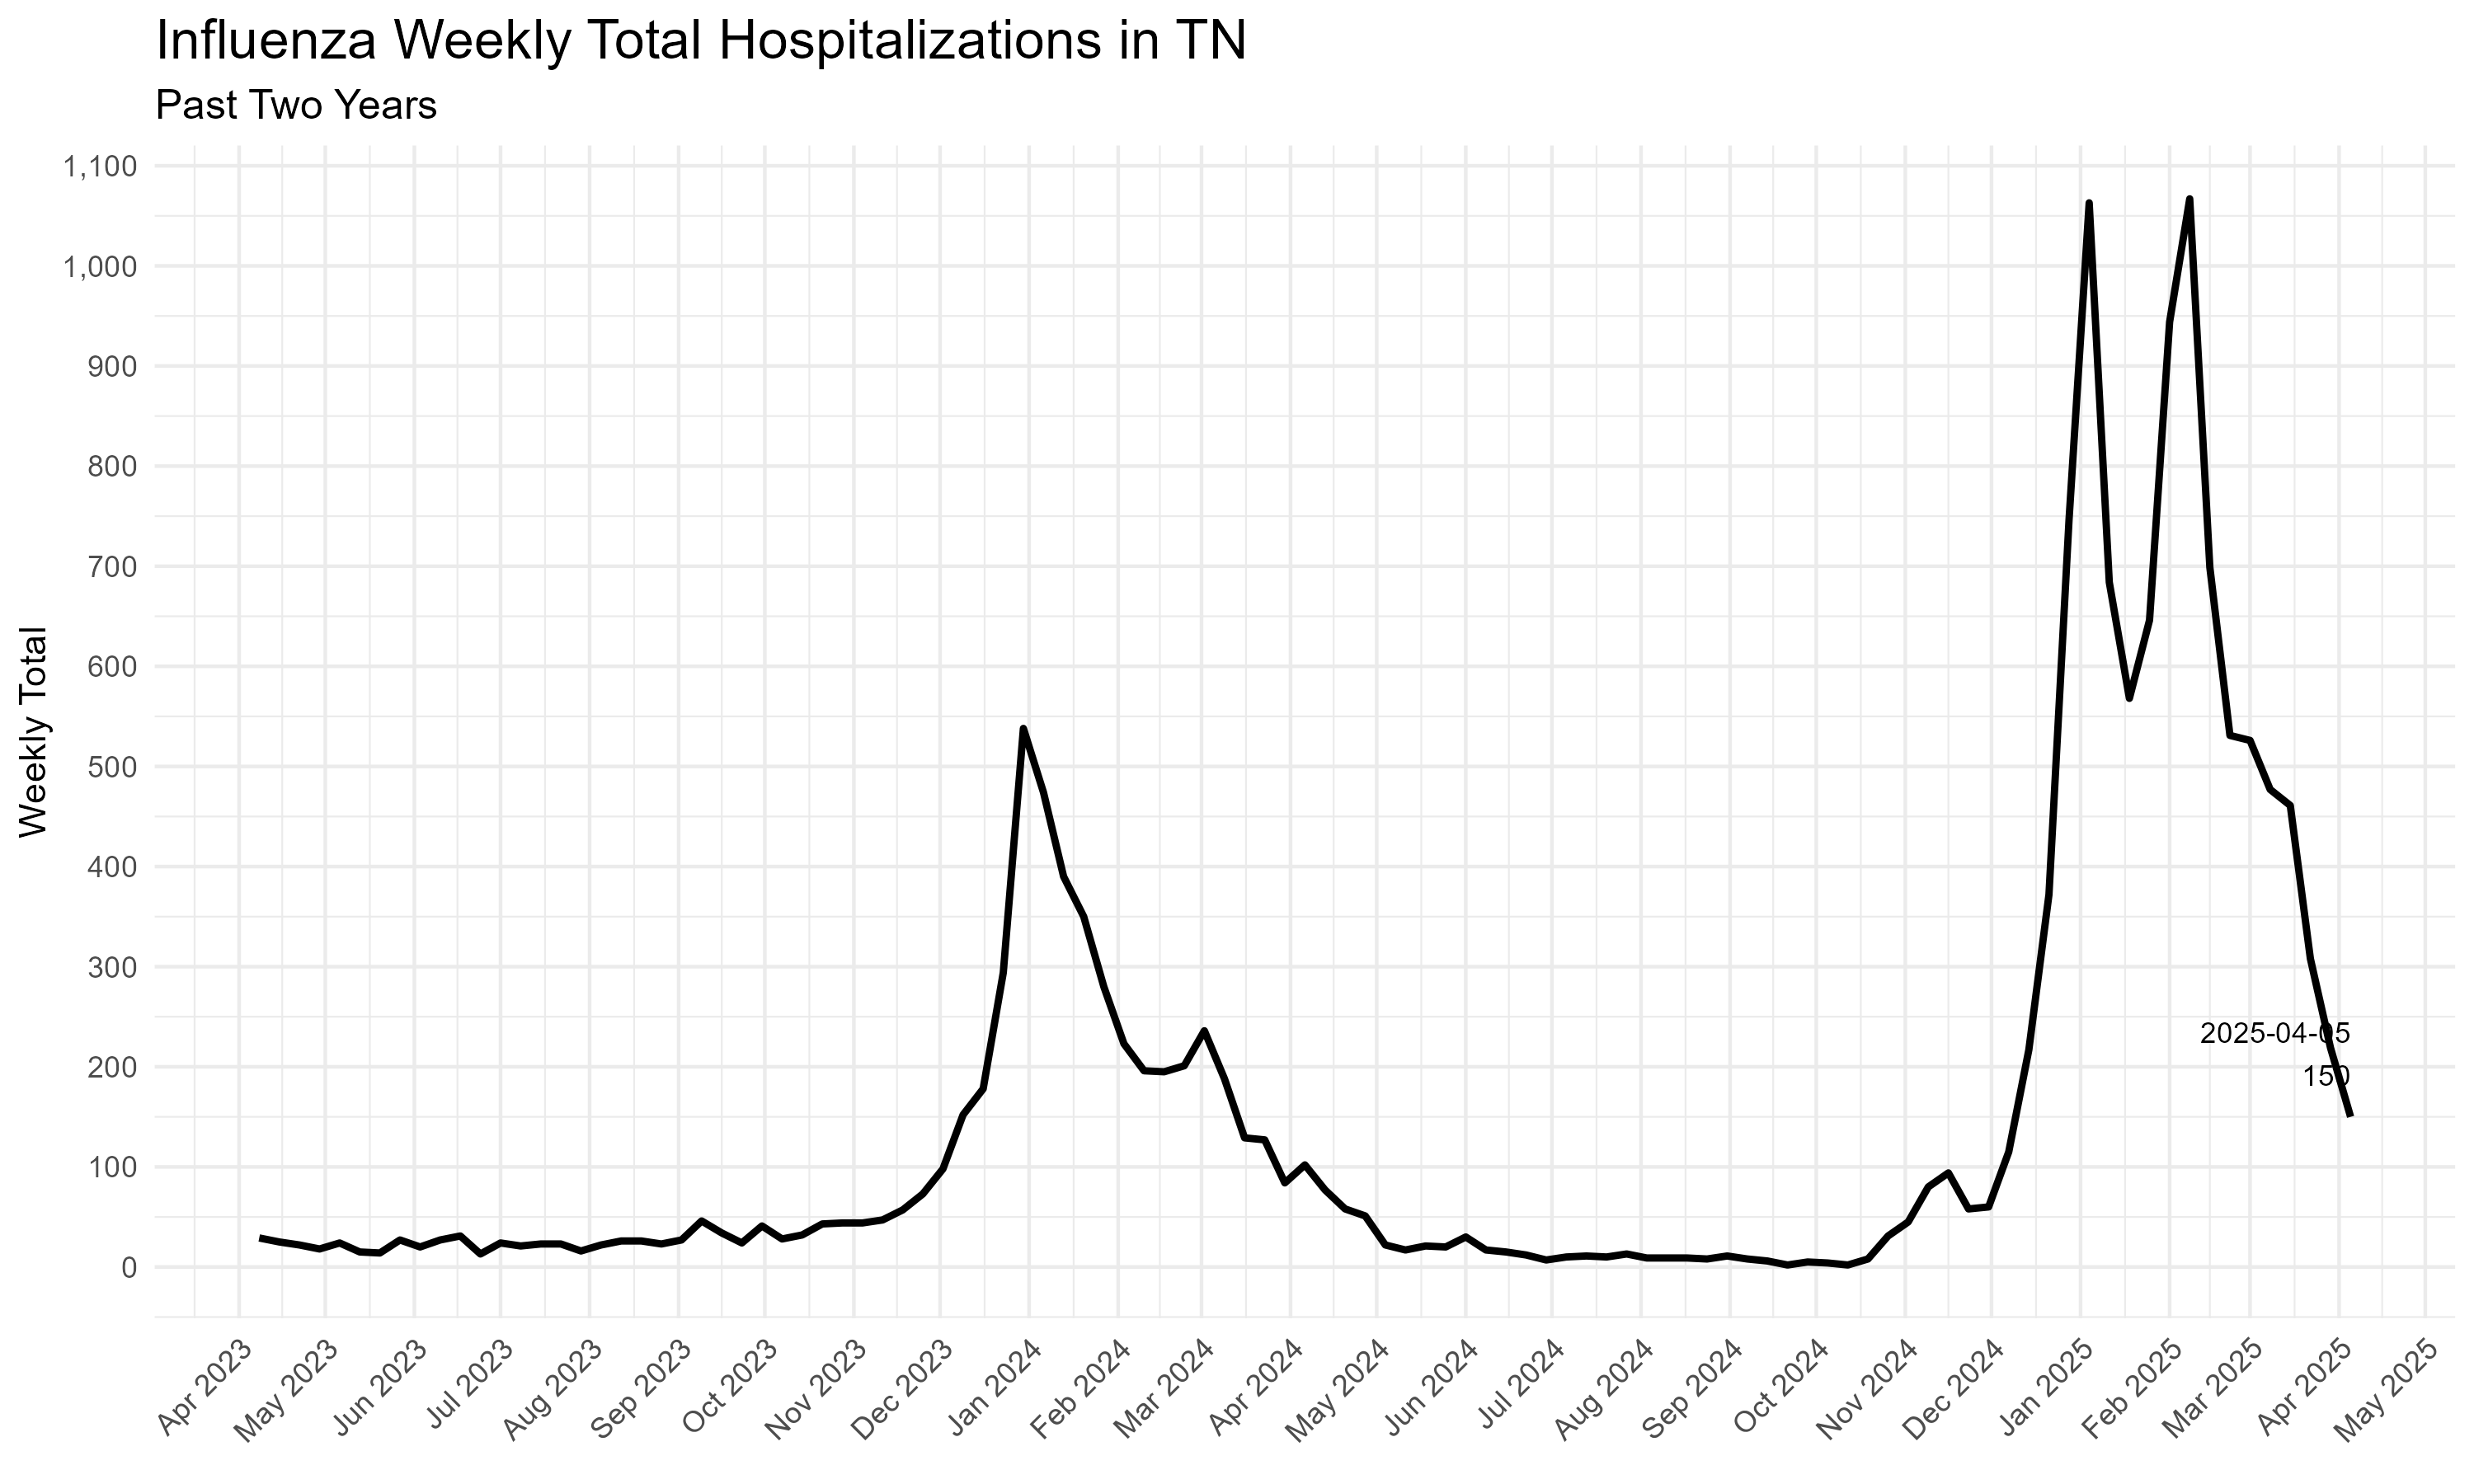 Influenza Weekly Total Hospitalizations in TN
Past Two Years
Weekly Total
1,100
1,000
900
800
700
600
500
400
300
200
100
0
2025-04-05
150
Apr 2023
May 2023
Jun 2023
Jul 2023
Aug 2023
Sep 2023
Oct 2023
Nov 2023
Dec 2023
Jan 2024
Feb 2024
Mar 2024
Apr 2024
May 2024
Jun 2024
Jul 2024
Aug 2024
Sep 2024
Oct 2024
Nov 2024
Dec 2024
Jan 2025
Feb 2025
Mar 2025
Apr 2025
May 2025